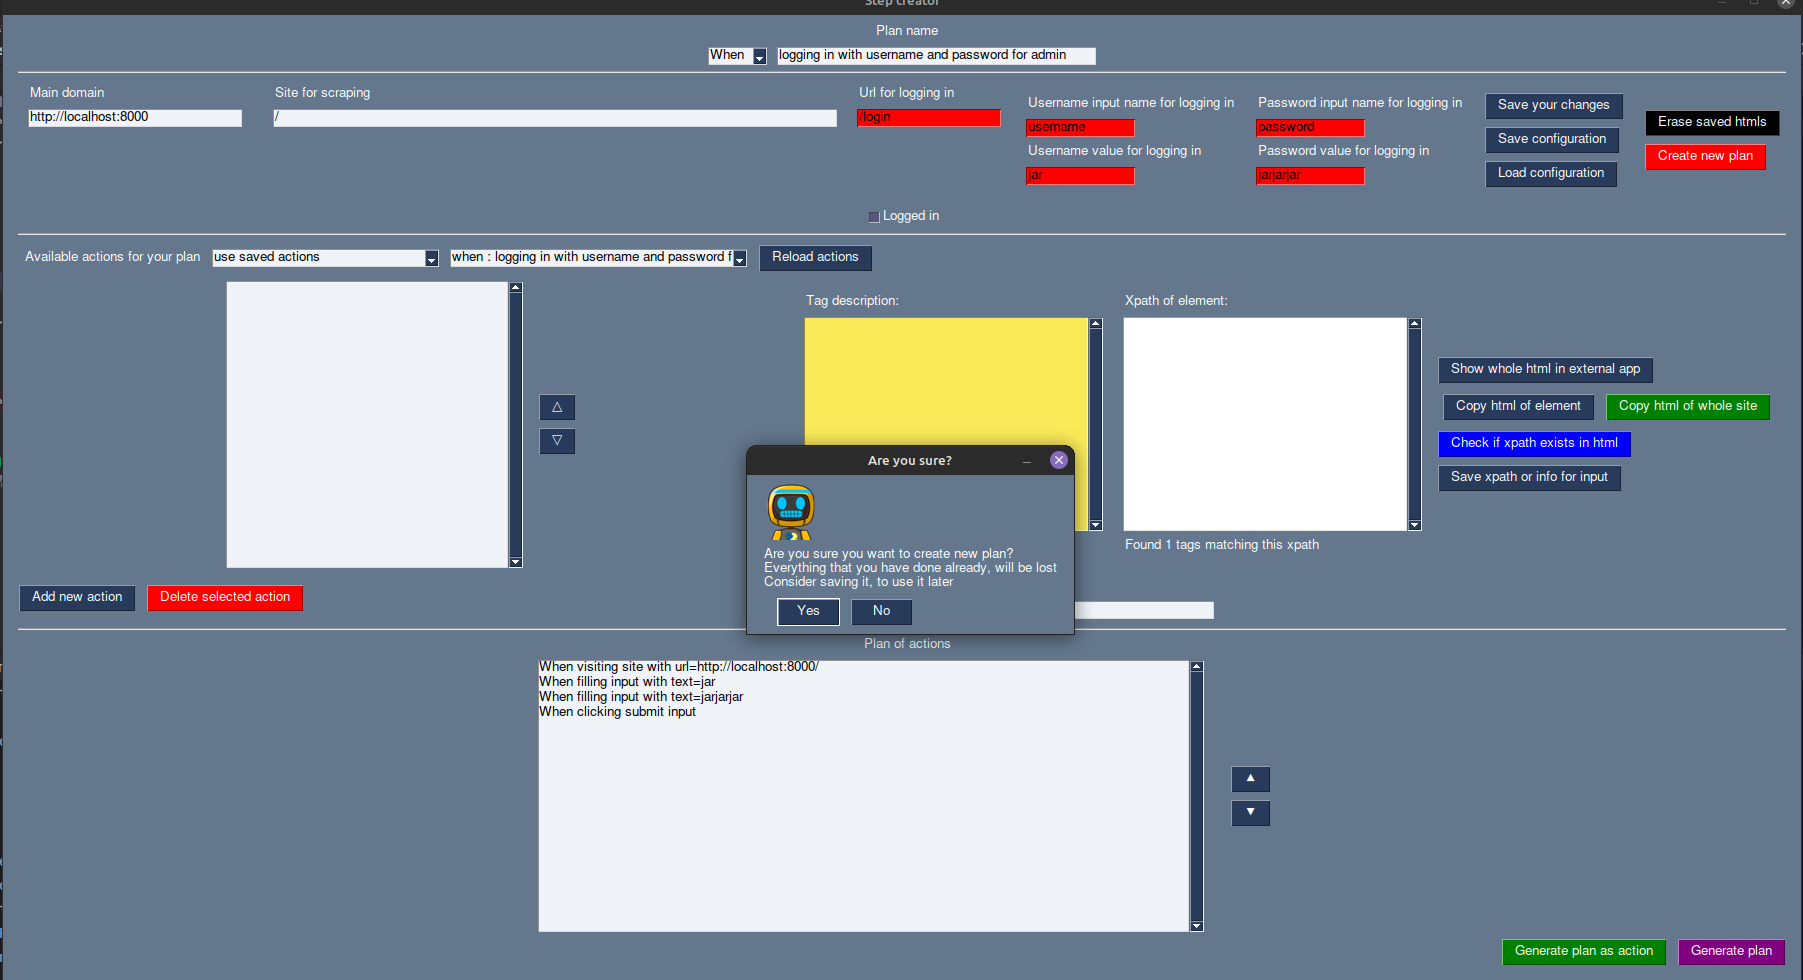 Step creator
Plan name
When
logging in with username and password for admin
Main domain
Site for scraping
Url for logging in
Username input name for logging in
Password input name for logging in
Save your changes
http://localhost:8000
/
/login
username
password
Erase saved htmls
Save configuration
Username value for logging in
Password value for logging in
Create new plan
jar
jarjarjar
Load configuration
Logged in
Available actions for your plan
use saved actions
when : logging in with username and password f
Reload actions
Tag description:
Xpath of element:
Show whole html in external app
Copy html of element
Copy html of whole site
Check if xpath exists in html
Save xpath or info for input
Found 1 tags matching this xpath
Are you sure?
Are you sure you want to create new plan?
Everything that you have done already, will be lost
Consider saving it, to use it later
Yes
No
Add new action
Delete selected action
Plan of actions
When visiting site with url=http://localhost:8000/
When filling input with text=jar
When filling input with text=jarjarjar
When clicking submit input
Generate plan as action
Generate plan